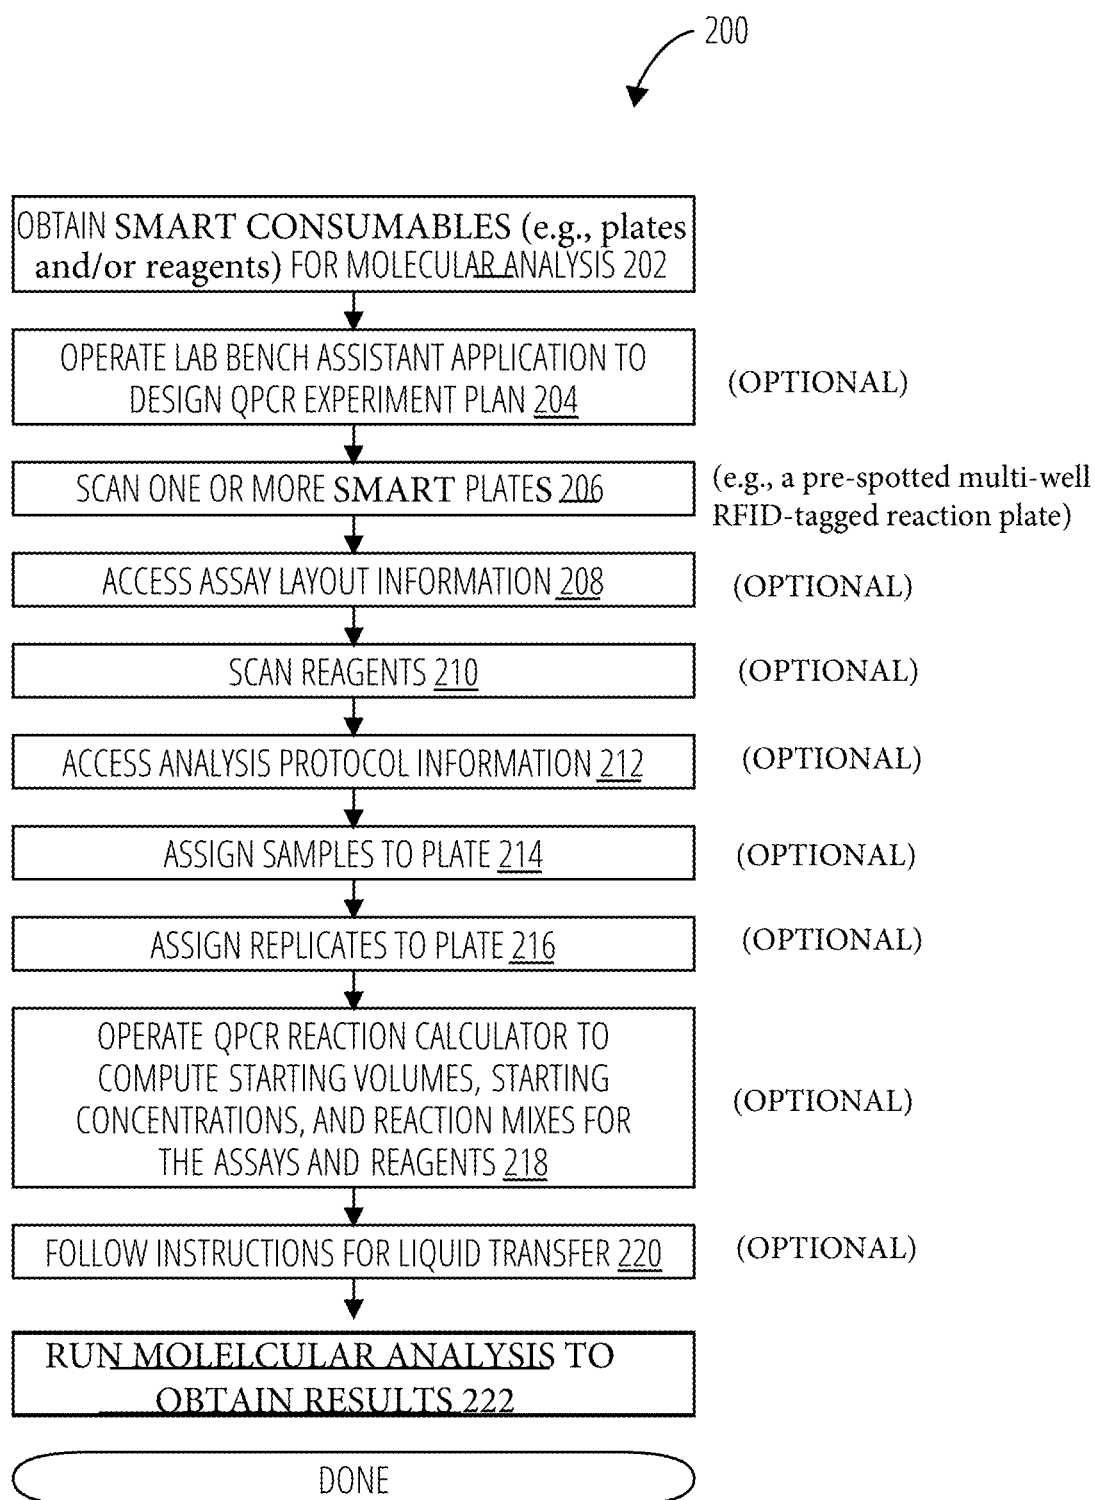 200
OBTAIN SMART CONSUMABLES (e.g., plates
and/or reagents) FOR MOLECULAR ANALYSIS 202
OPERATE LAB BENCH ASSISTANT APPLICATION TO
DESIGN QPCR EXPERIMENT PLAN 204
(OPTIONAL)
SCAN ONE OR MORE SMART PLATES 206
(e.g., a pre-spotted multi-well
RFID-tagged reaction plate)
ACCESS ASSAY LAYOUT INFORMATION 208
(OPTIONAL)
SCAN REAGENTS 210
(OPTIONAL)
ACCESS ANALYSIS PROTOCOL INFORMATION 212
(OPTIONAL)
ASSIGN SAMPLES TO PLATE 214
(OPTIONAL)
ASSIGN REPLICATES TO PLATE 216
(OPTIONAL)
OPERATE QPCR REACTION CALCULATOR TO
COMPUTE STARTING VOLUMES, STARTING
CONCENTRATIONS, AND REACTION MIXES FOR
THE ASSAYS AND REAGENTS 218
(OPTIONAL)
FOLLOW INSTRUCTIONS FOR LIQUID TRANSFER 220
(OPTIONAL)
RUN MOLELCULAR ANALYSIS TO
OBTAIN RESULTS 222
DONE